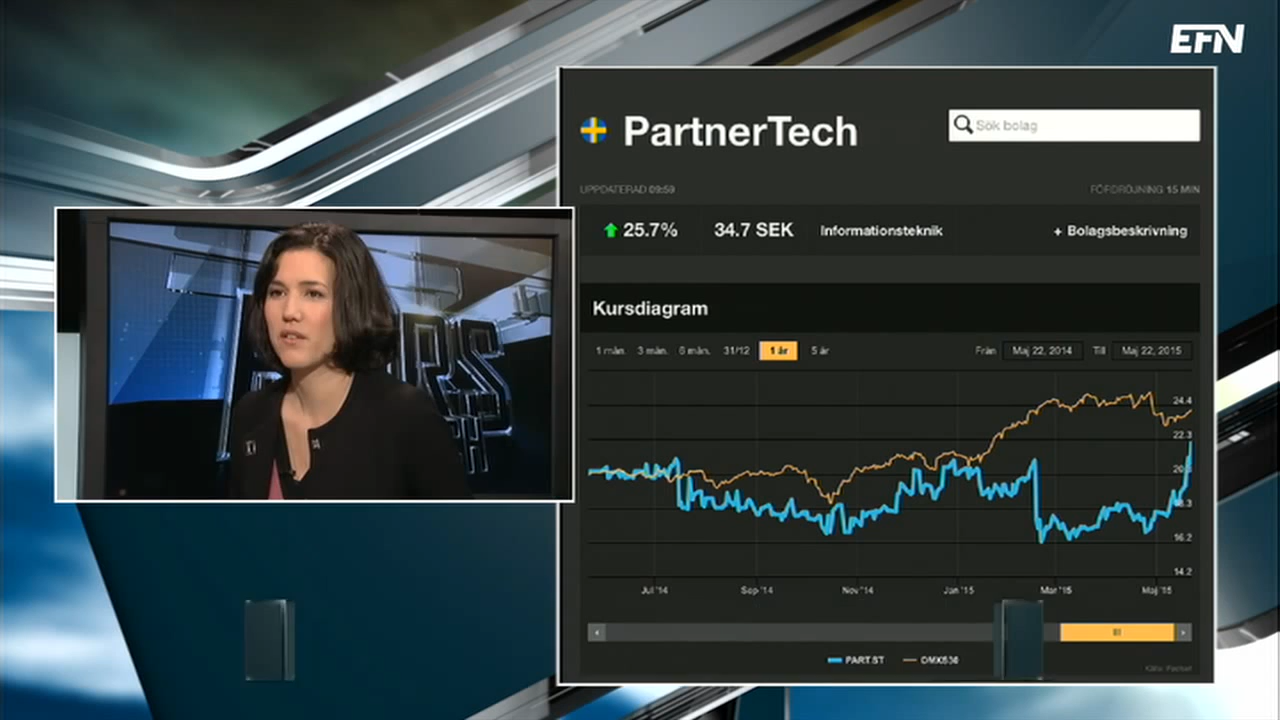 EFN
PartnerTech
Sök bolag
UPPDATERAD 09:59
FÖRDRÖJNING 15 MIN
25.7%
34.7 SEK
Informationsteknik
+ Bolagsbeskrivning
Kursdiagram
1 mån. 3 mån. 6 mån. 31/12 1 år 5 år
Från Maj 22, 2014 Till Maj 22, 2015
24.4
22.3
16.2
14.2
Jul '14 Sep '14 Nov '14 Jan '15 Mar '15 Maj '15
PART.ST OMXS30